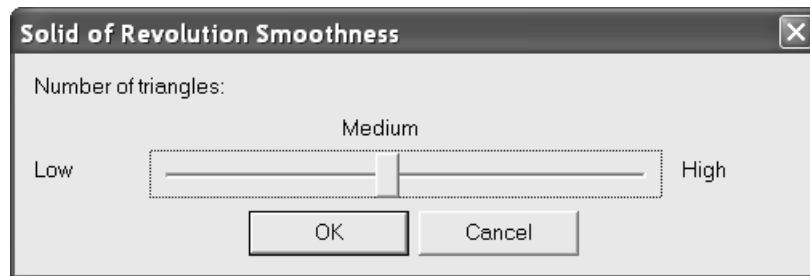 Solid of Revolution Smoothness
Number of triangles:
Medium
Low High
OK Cancel